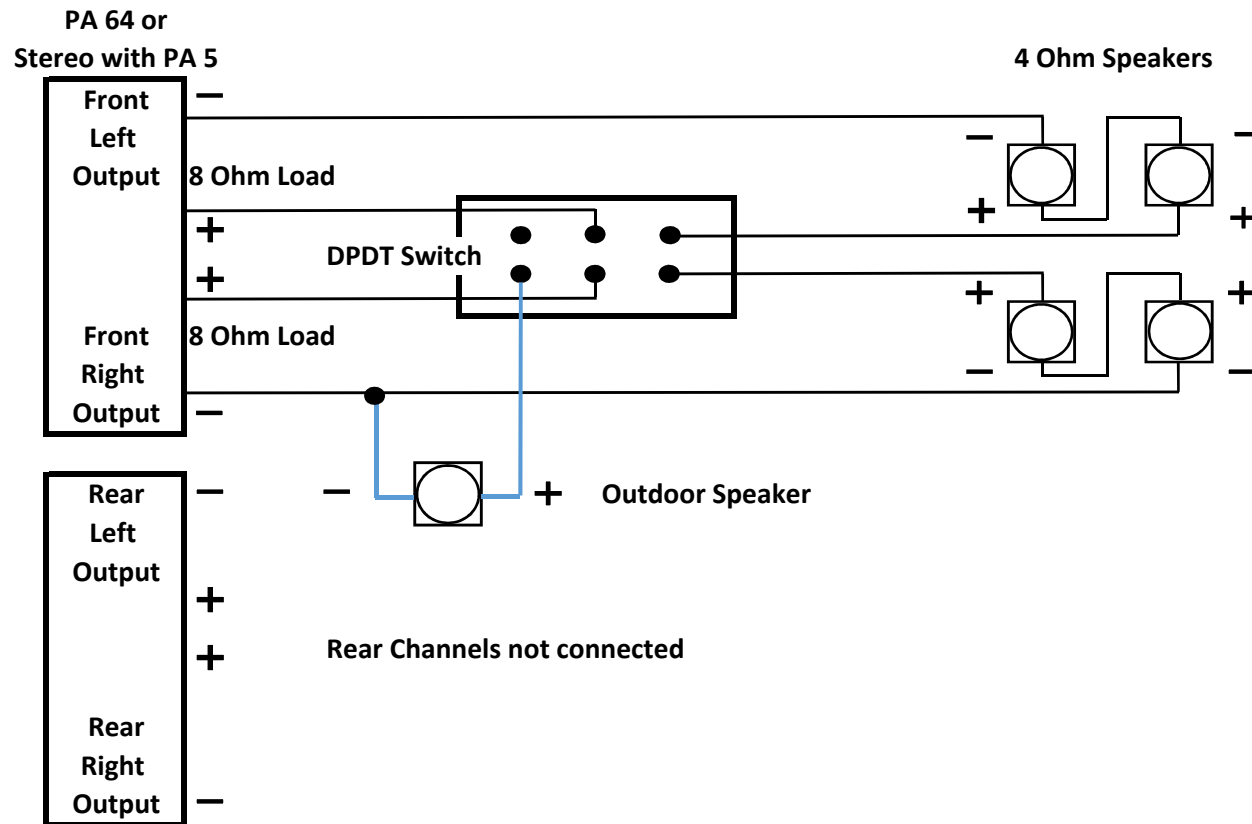 PA 64 or
Stereo with PA 5
4 Ohm Speakers
Front
Left
Output
−
8 Ohm Load
+
DPDT Switch
+
Front
Right
Output
8 Ohm Load
−
−
+
−
+
+
−
+
−
−
+
Outdoor Speaker
Rear
Left
Output
−
+
Rear Channels not connected
+
Rear
Right
Output
−